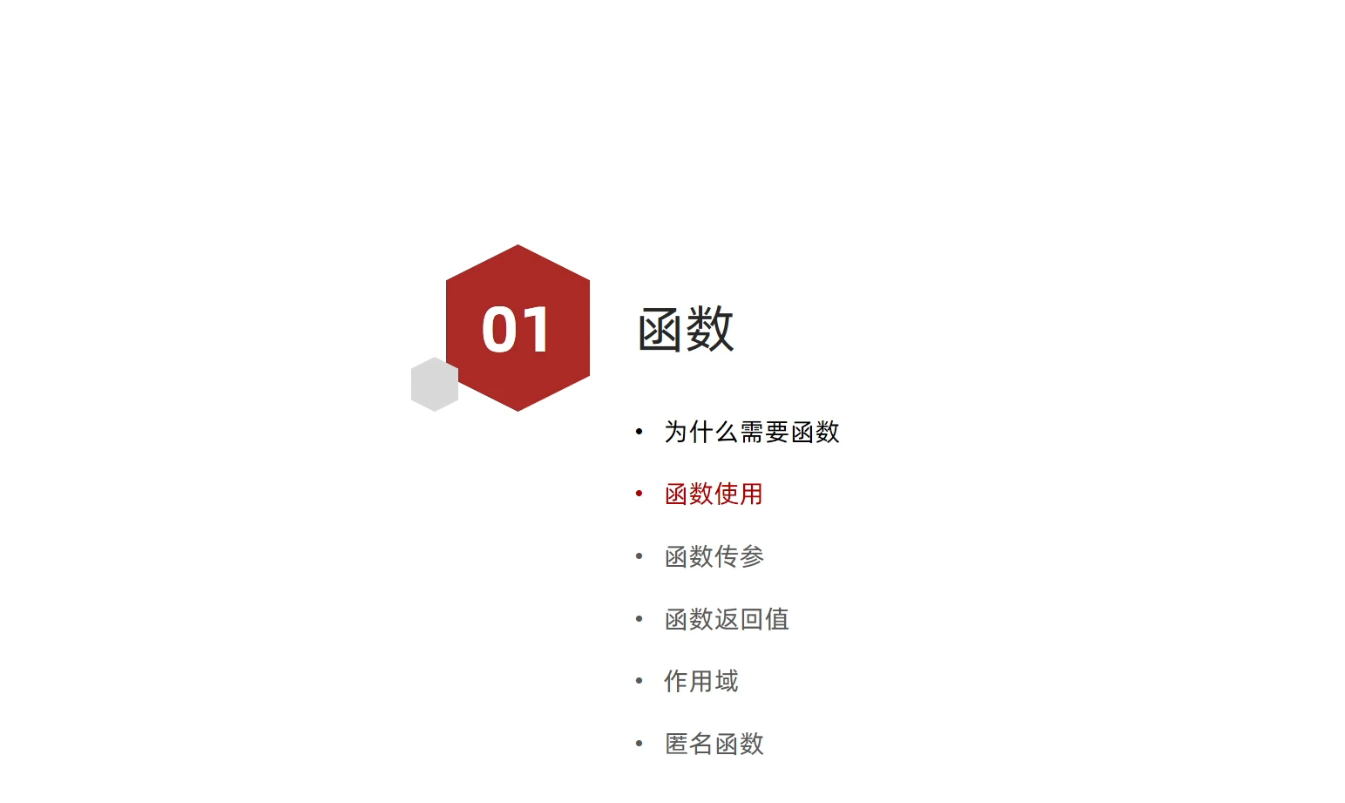 01
函数
• 为什么需要函数
• 函数使用
• 函数传参
• 函数返回值
• 作用域
• 匿名函数